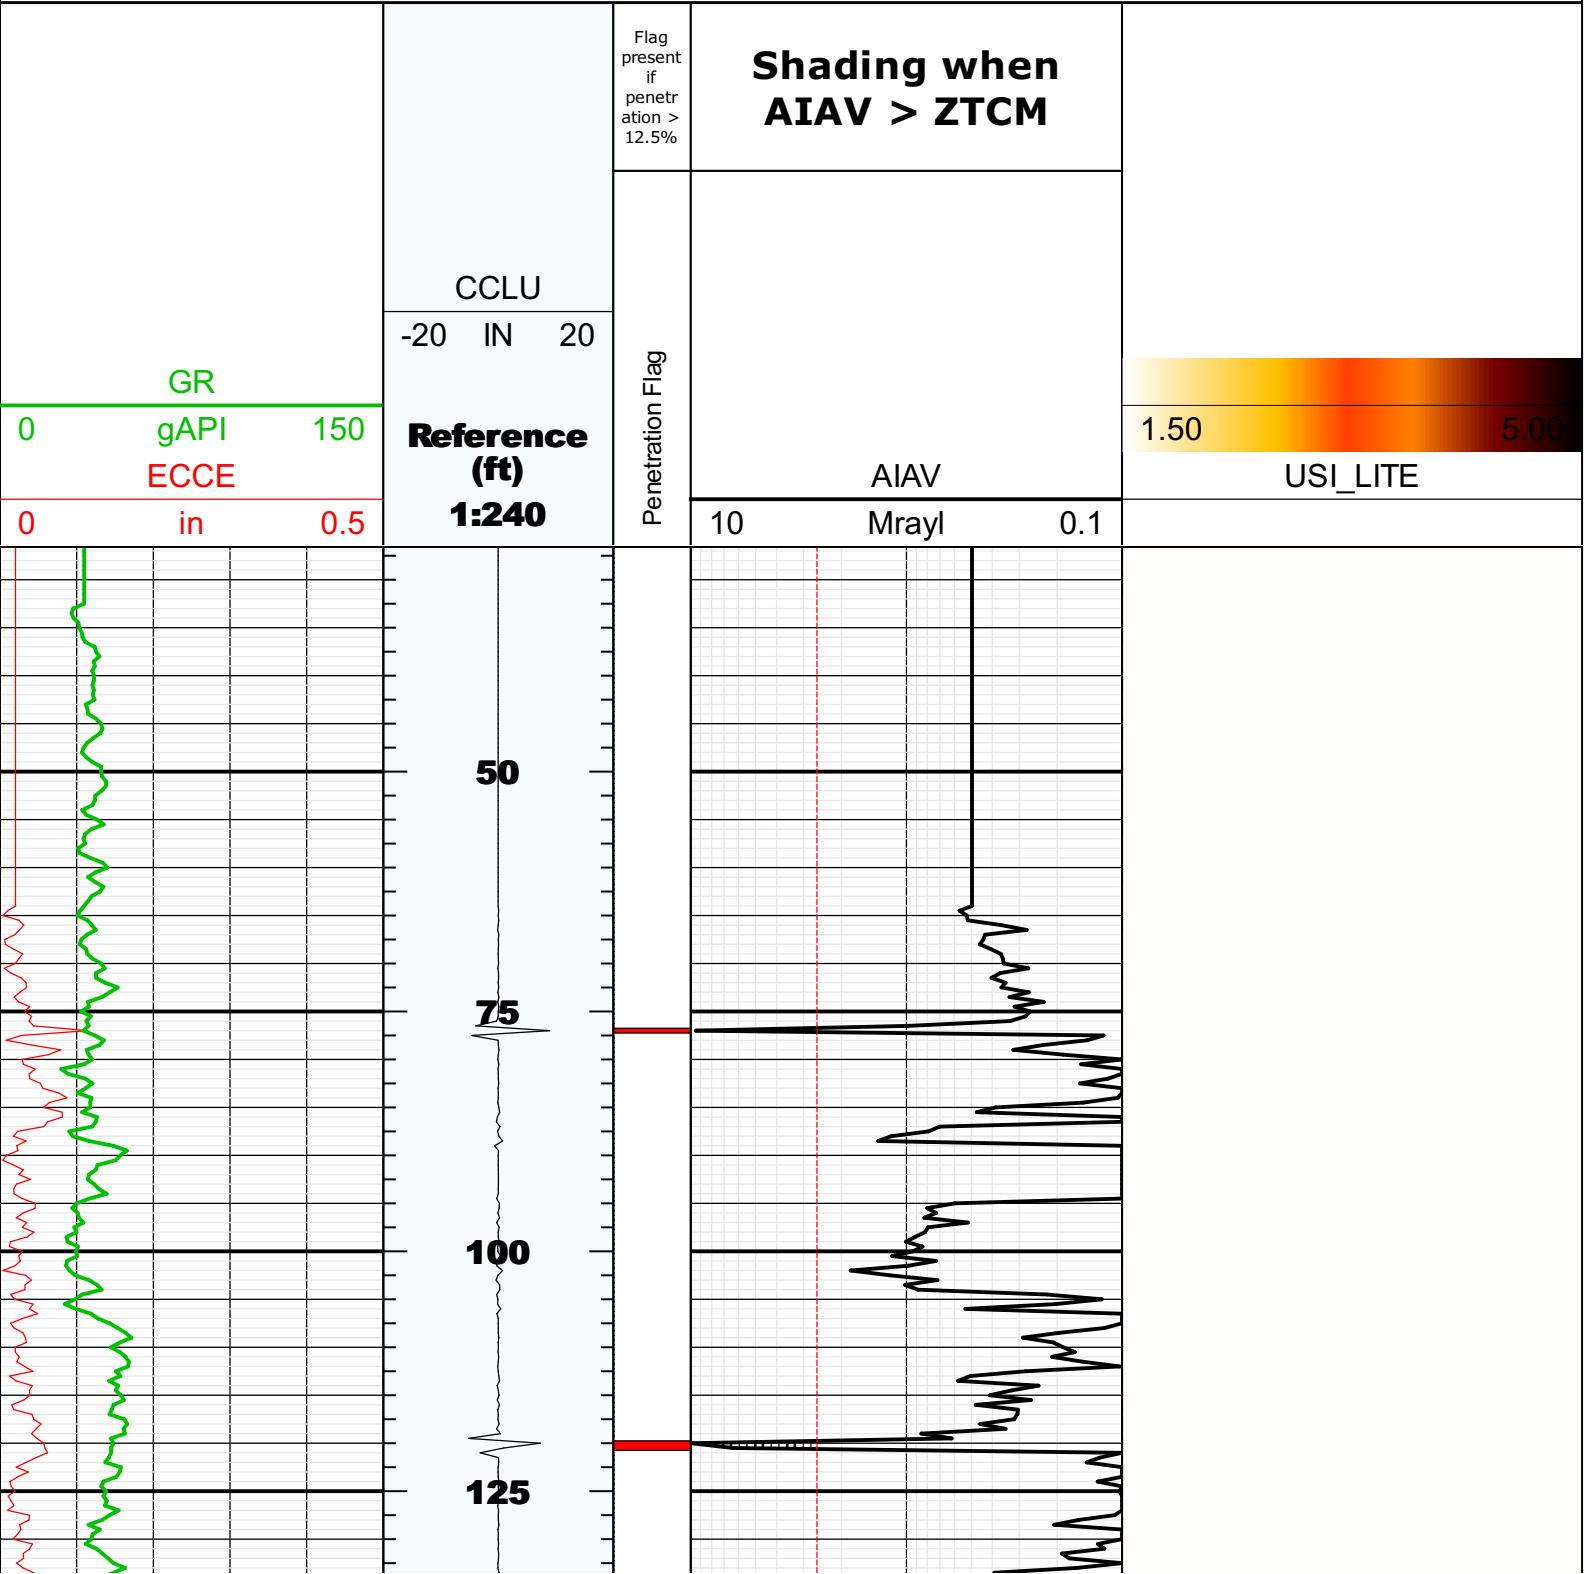 Flag
present
if
penetr
ation >
12.5%
Shading when
AIAV > ZTCM
CCLU
-20 IN 20
GR
0 gAPI 150
ECCE
0 in 0.5
Reference
(ft)
1:240
Penetration Flag
AIAV
10 Mrayl 0.1
1.50 5.00
USI_LITE
50
75
100
125